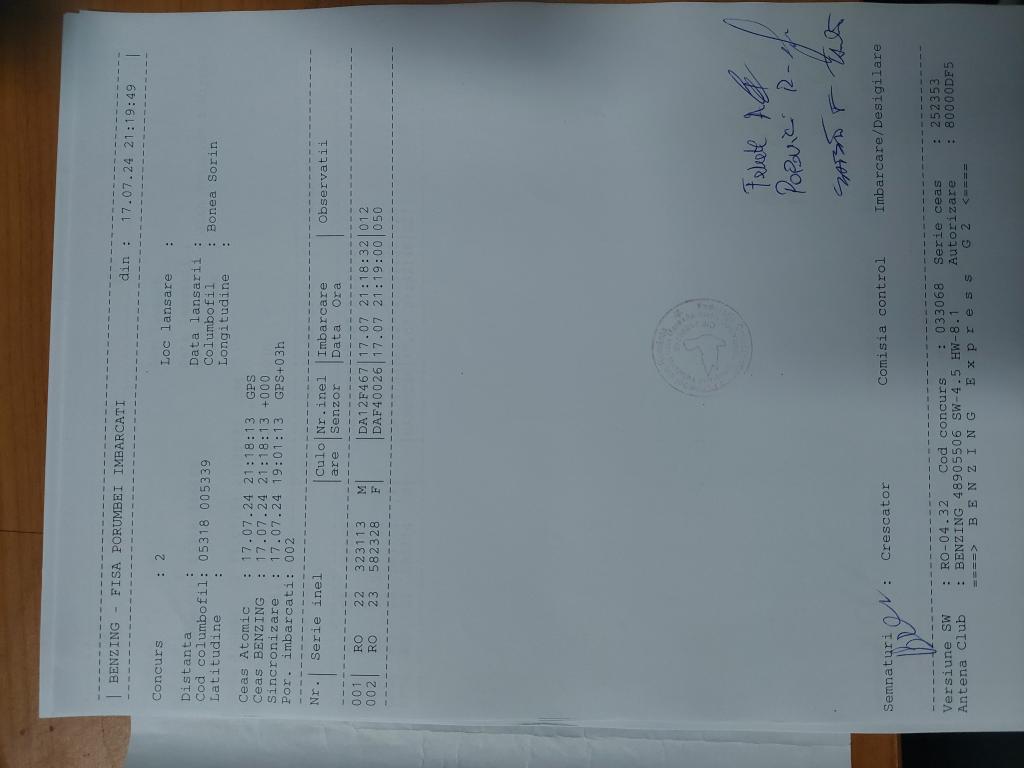 | BENZING - FISA PORUMBEI IMBARCATI din : 17.07.24 21:19:49 |
Concurs : 2 Loc lansare :
Distanta : Data lansarii :
Cod columbofil: 05318 005339 Columbofil : Bonea Sorin
Latitudine : Longitudine :
Ceas Atomic : 17.07.24 21:18:13 GPS
Ceas BENZING : 17.07.24 21:18:13 +000
Sincronizare : 17.07.24 19:01:13 GPS+03h
Por. imbarcati: 002
Nr.| Serie inel |Culo|Nr.inel |Imbarcare | Observatii
|are |Senzor |Data Ora |
001| RO 22 323113 M| |DA12F467|17.07 21:18:32|012
002| RO 23 582328 F| |DAF40026|17.07 21:19:00|050
Semnaturi : Crescator Comisia control Imbarcare/Desigilare
Versiune SW : RO-04.32 Cod concurs : 033068 Serie ceas : 252353
Antena Club : BENZING 48905506 SW-4.5 HW-8.1 Autorizare : 80000DF5
====> B E N Z I N G E x p r e s s G 2 <====